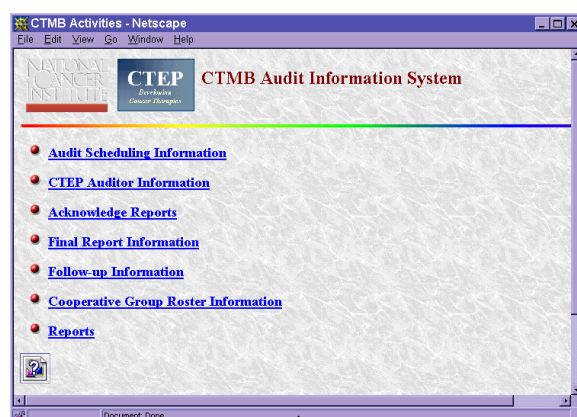 CTMB Activities - Netscape
File Edit View Go Window Help
NATIONAL
CANCER
INSTITUTE
CTEP
Developing
Cancer Therapies
CTMB Audit Information System
Audit Scheduling Information
CTEP Auditor Information
Acknowledge Reports
Final Report Information
Follow-up Information
Cooperative Group Roster Information
Reports
Document: Done